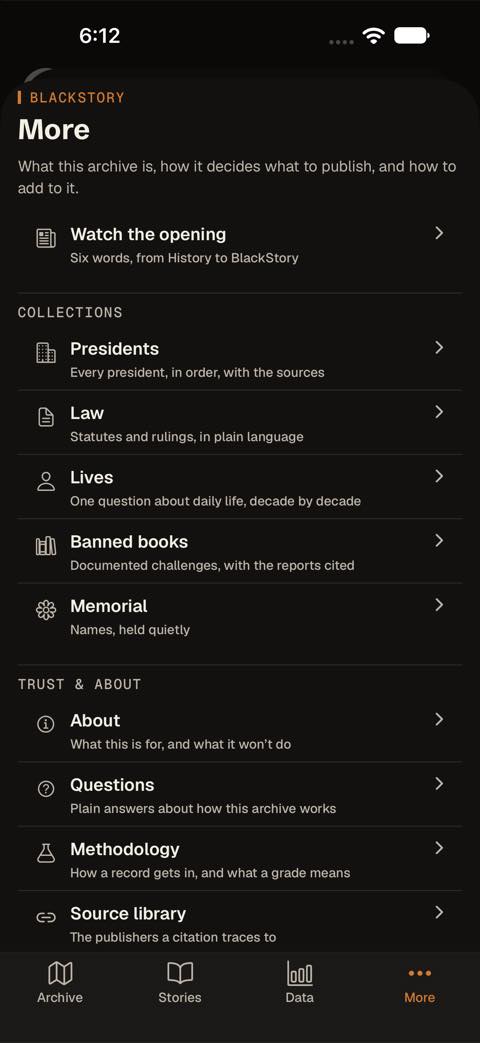 6:12
BLACKSTORY
More
What this archive is, how it decides what to publish, and how to
add to it.
Watch the opening
Six words, from History to BlackStory
COLLECTIONS
Presidents
Every president, in order, with the sources
Law
Statutes and rulings, in plain language
Lives
One question about daily life, decade by decade
Banned books
Documented challenges, with the reports cited
Memorial
Names, held quietly
TRUST & ABOUT
About
What this is for, and what it won’t do
Questions
Plain answers about how this archive works
Methodology
How a record gets in, and what a grade means
Source library
The publishers a citation traces to
Archive
Stories
Data
More